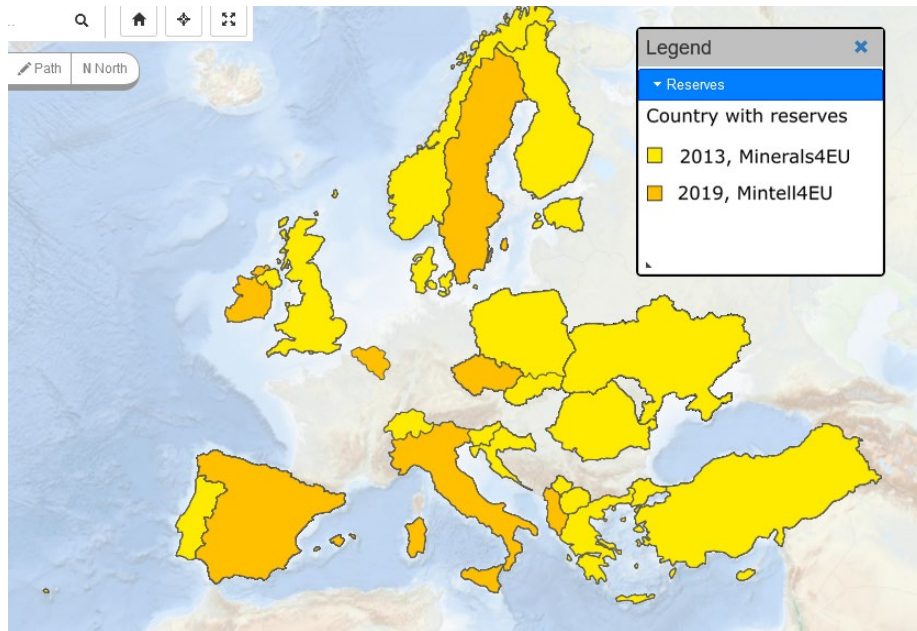 ...
Path
N North
Legend
Reserves
Country with reserves
2013, Minerals4EU
2019, Mintell4EU